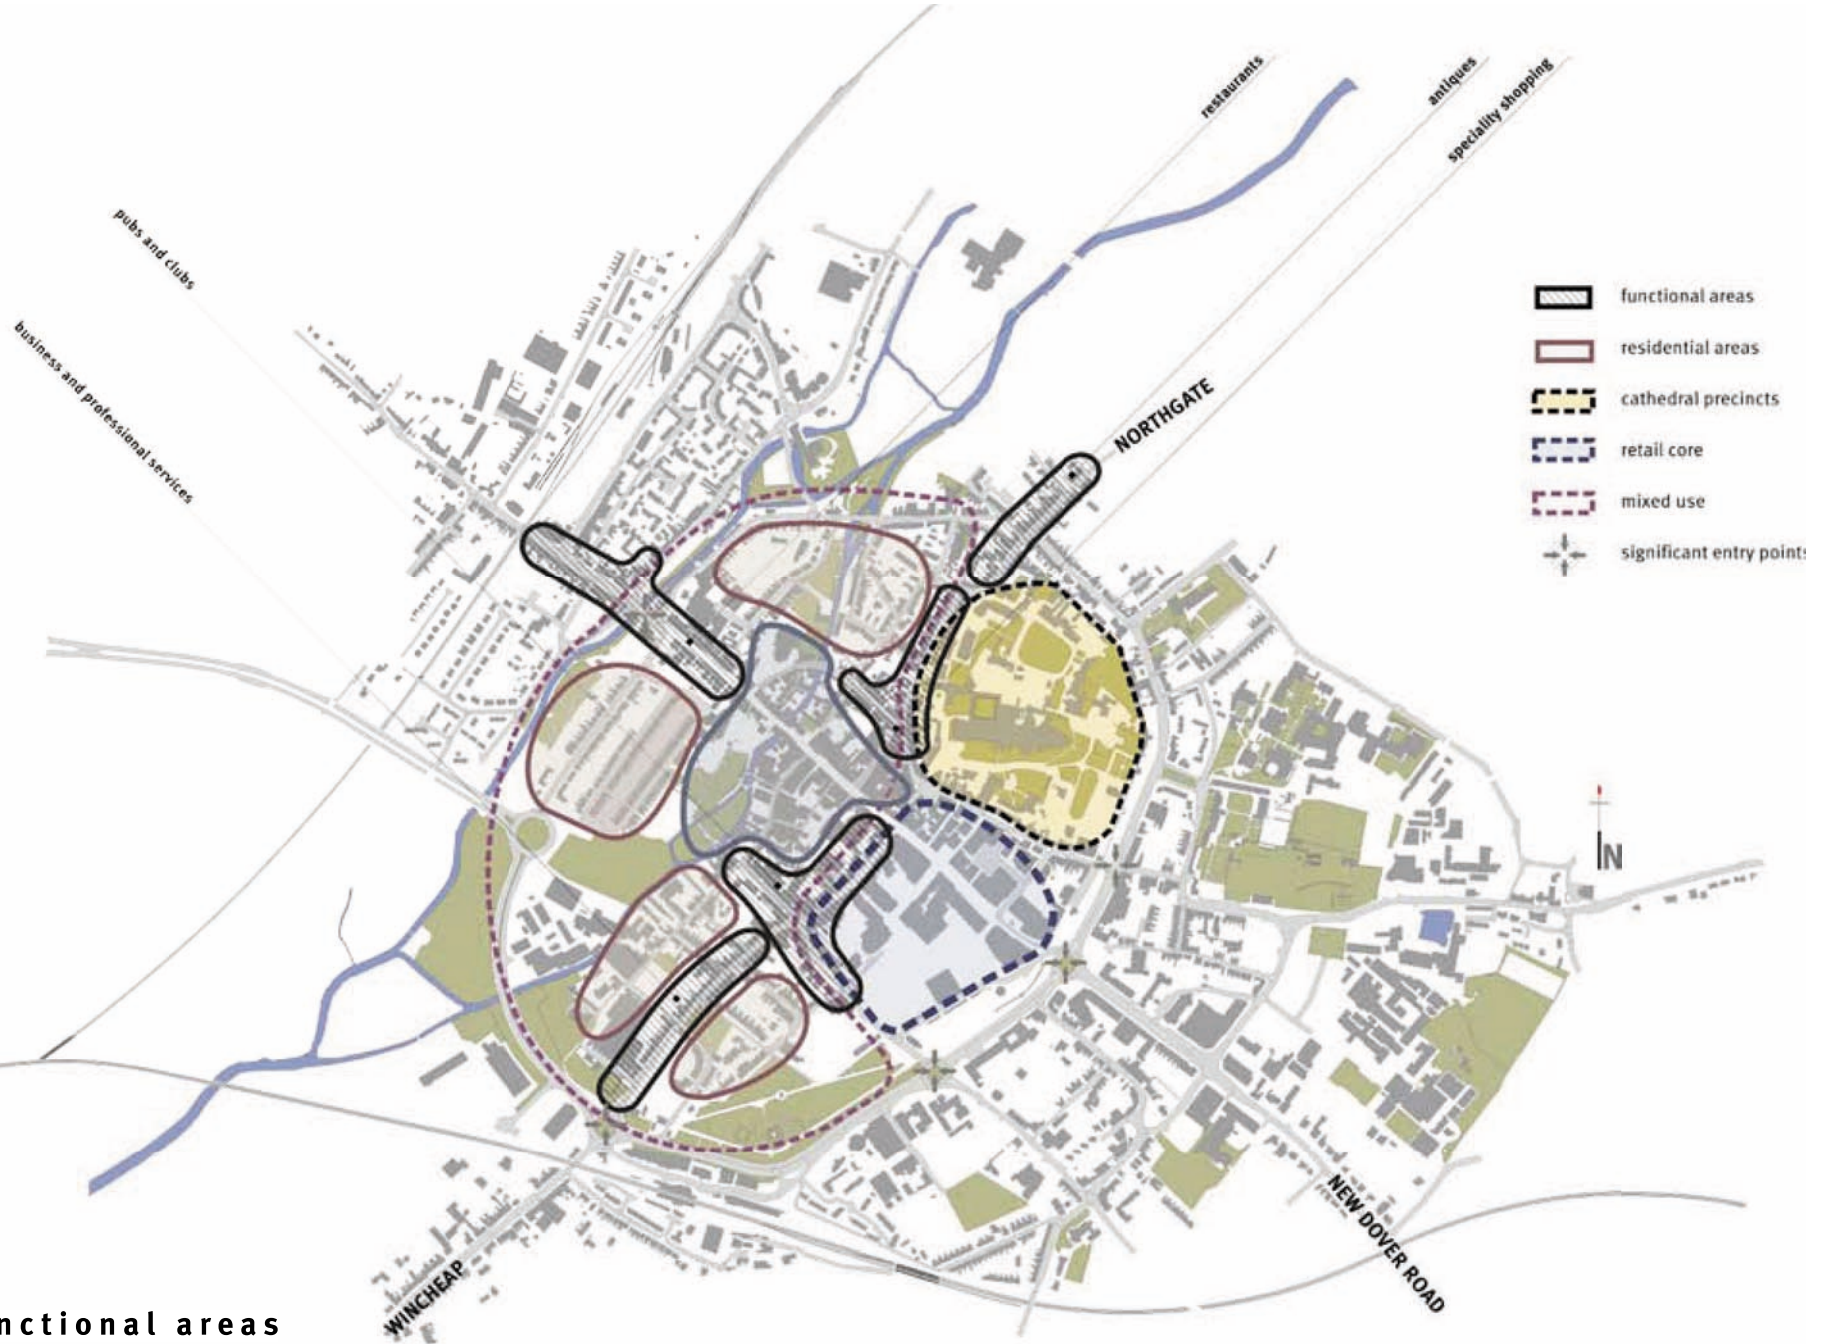 restaurants
antiques
speciality shopping
pubs and clubs
business and professional services
functional areas
residential areas
cathedral precincts
retail core
mixed use
significant entry points
NORTHGATE
N
NEW DOVER ROAD
WINCHEAP
nctional areas